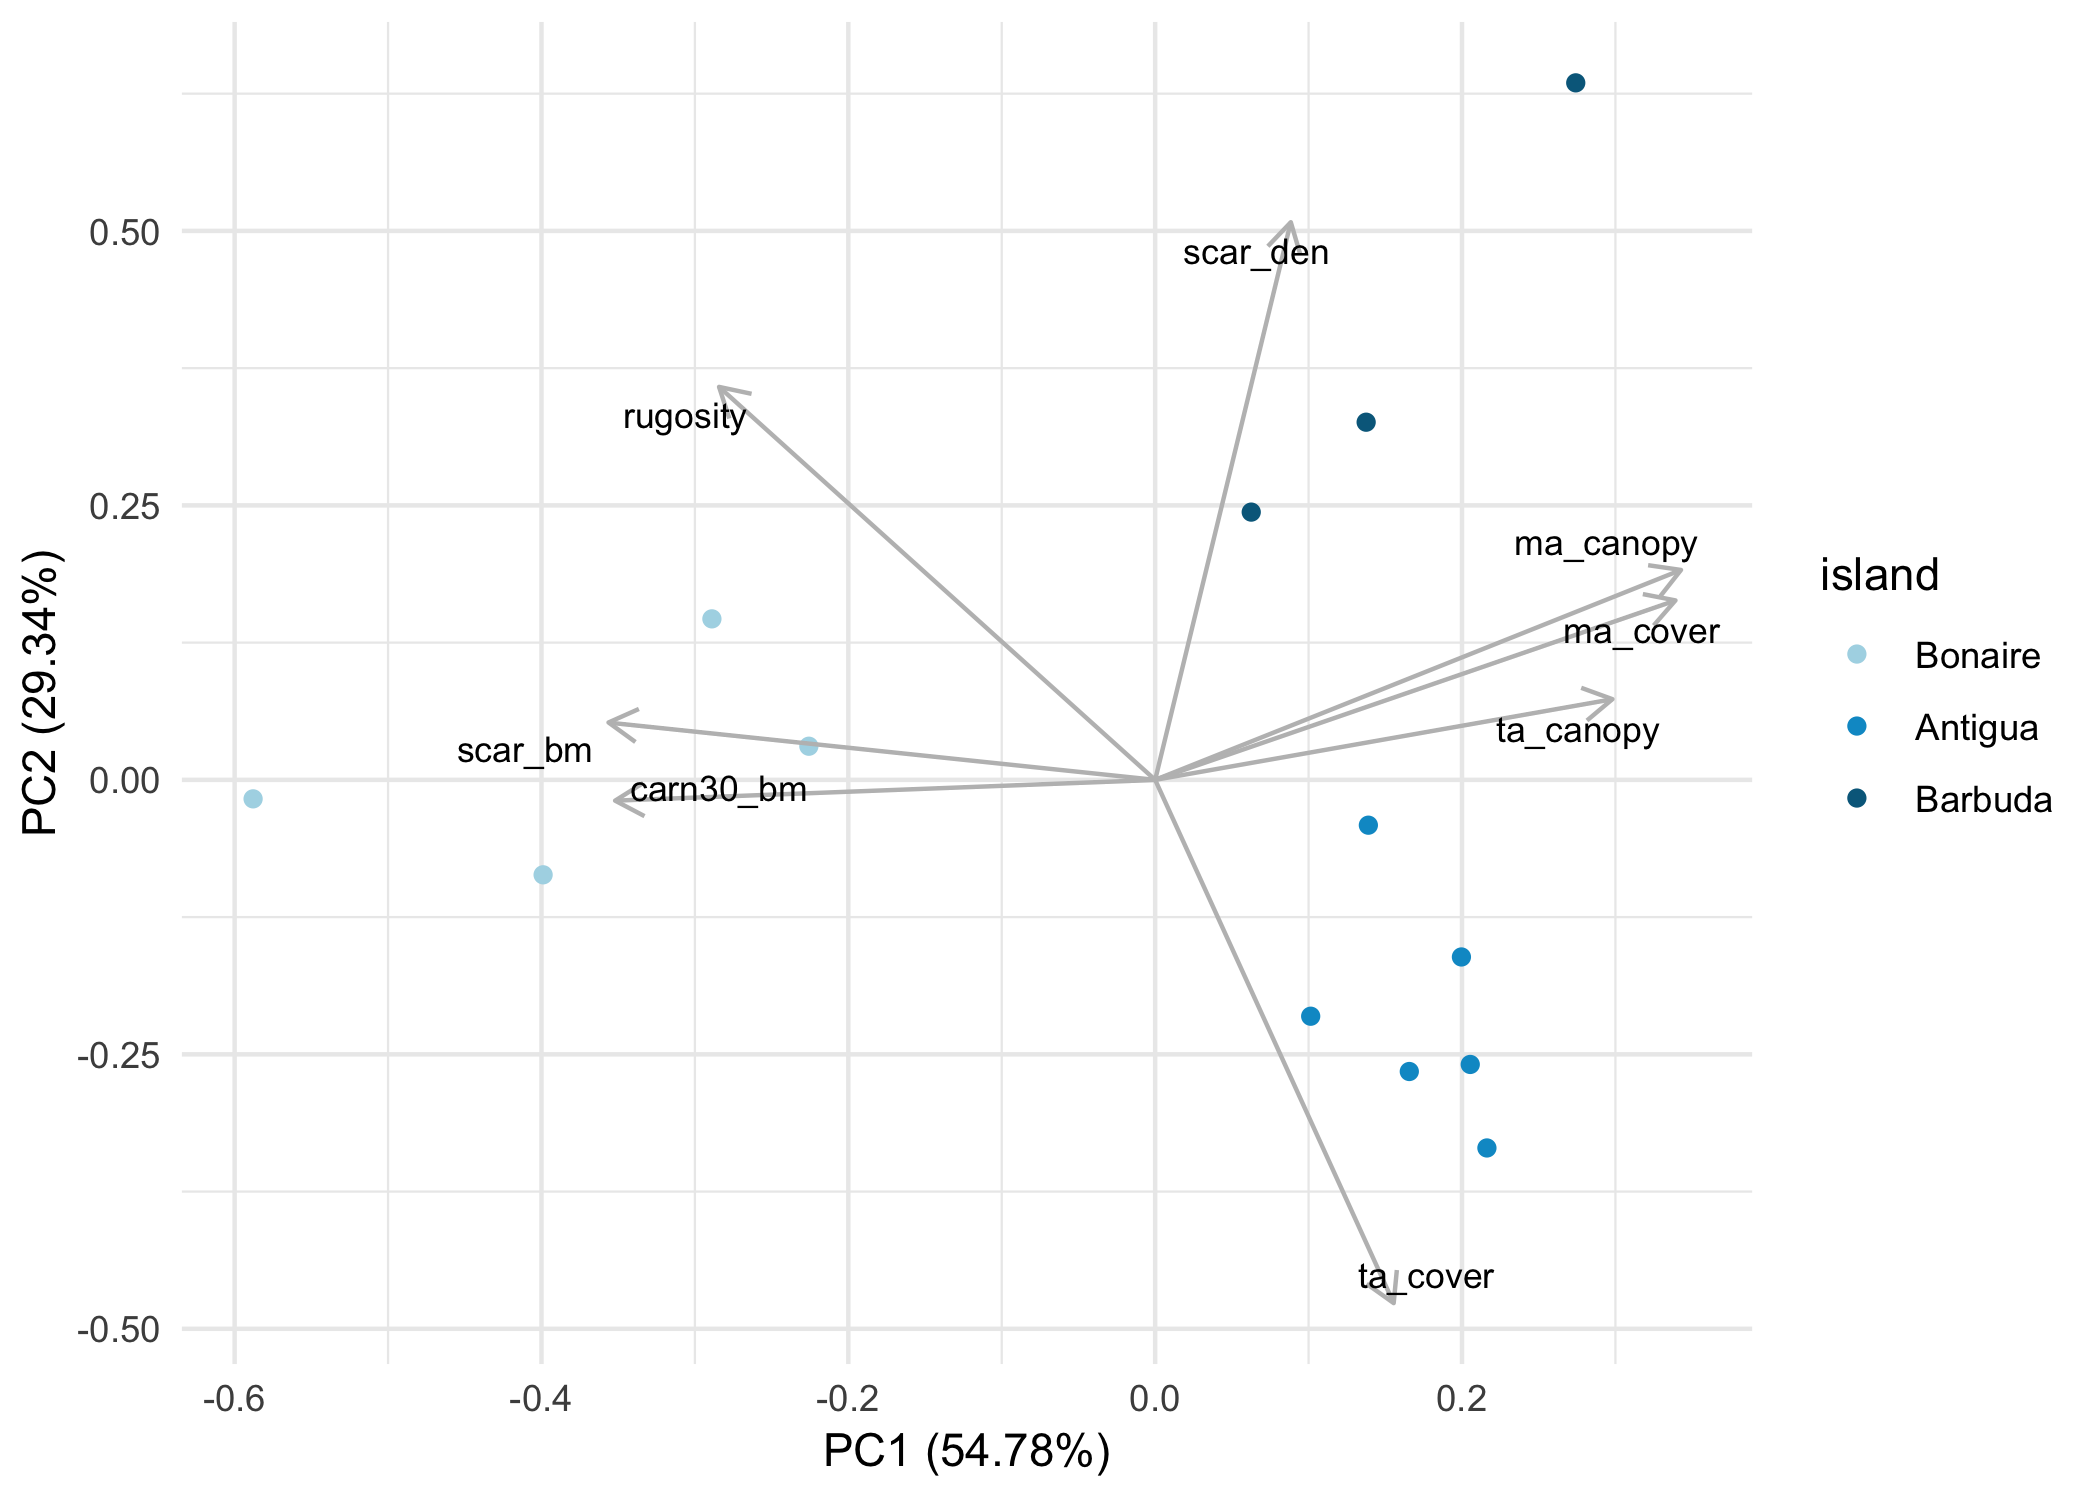 scar_den
rugosity
ma_canopy
ma_cover
ta_canopy
scar_bm
carn30_bm
ta_cover
0.50
0.25
0.00
-0.25
-0.50
-0.6
-0.4
-0.2
0.0
0.2
PC1 (54.78%)
PC2 (29.34%)
island
Bonaire
Antigua
Barbuda